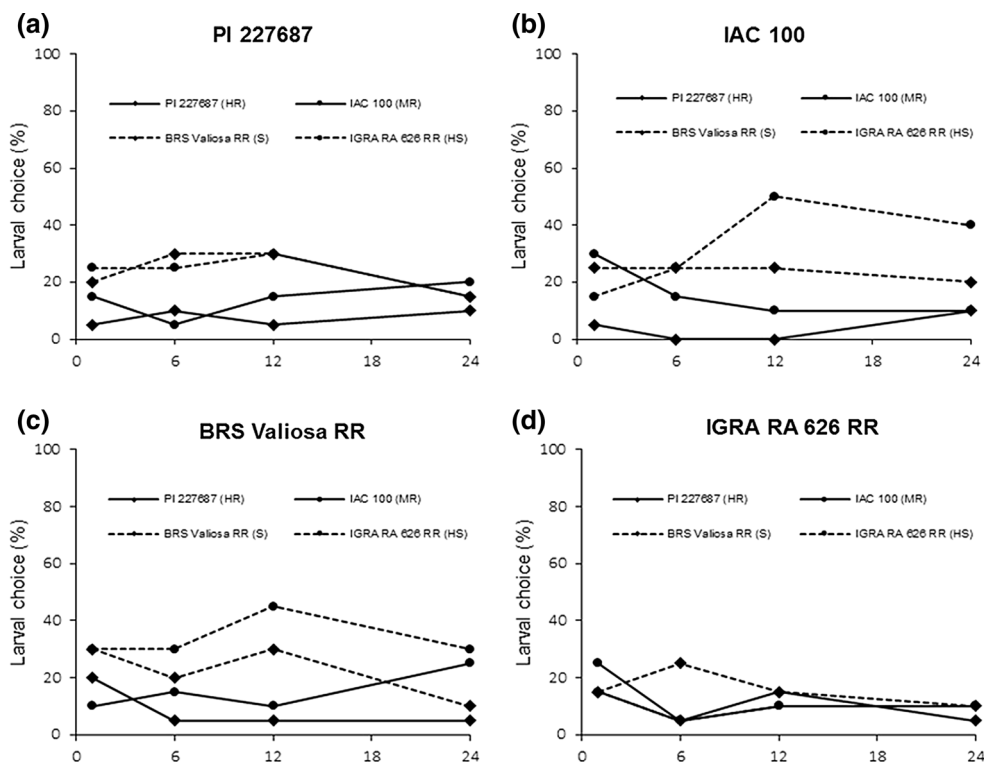 (a)
PI 227687
Larval choice (%)
100
80
60
40
20
0
PI 227687 (HR)
IAC 100 (MR)
BRS Valiosa RR (S)
IGRA RA 626 RR (HS)
0 6 12 18 24
(b)
IAC 100
Larval choice (%)
100
80
60
40
20
0
PI 227687 (HR)
IAC 100 (MR)
BRS Valiosa RR (S)
IGRA RA 626 RR (HS)
0 6 12 18 24
(c)
BRS Valiosa RR
Larval choice (%)
100
80
60
40
20
0
PI 227687 (HR)
IAC 100 (MR)
BRS Valiosa RR (S)
IGRA RA 626 RR (HS)
0 6 12 18 24
(d)
IGRA RA 626 RR
Larval choice (%)
100
80
60
40
20
0
PI 227687 (HR)
IAC 100 (MR)
BRS Valiosa RR (S)
IGRA RA 626 RR (HS)
0 6 12 18 24